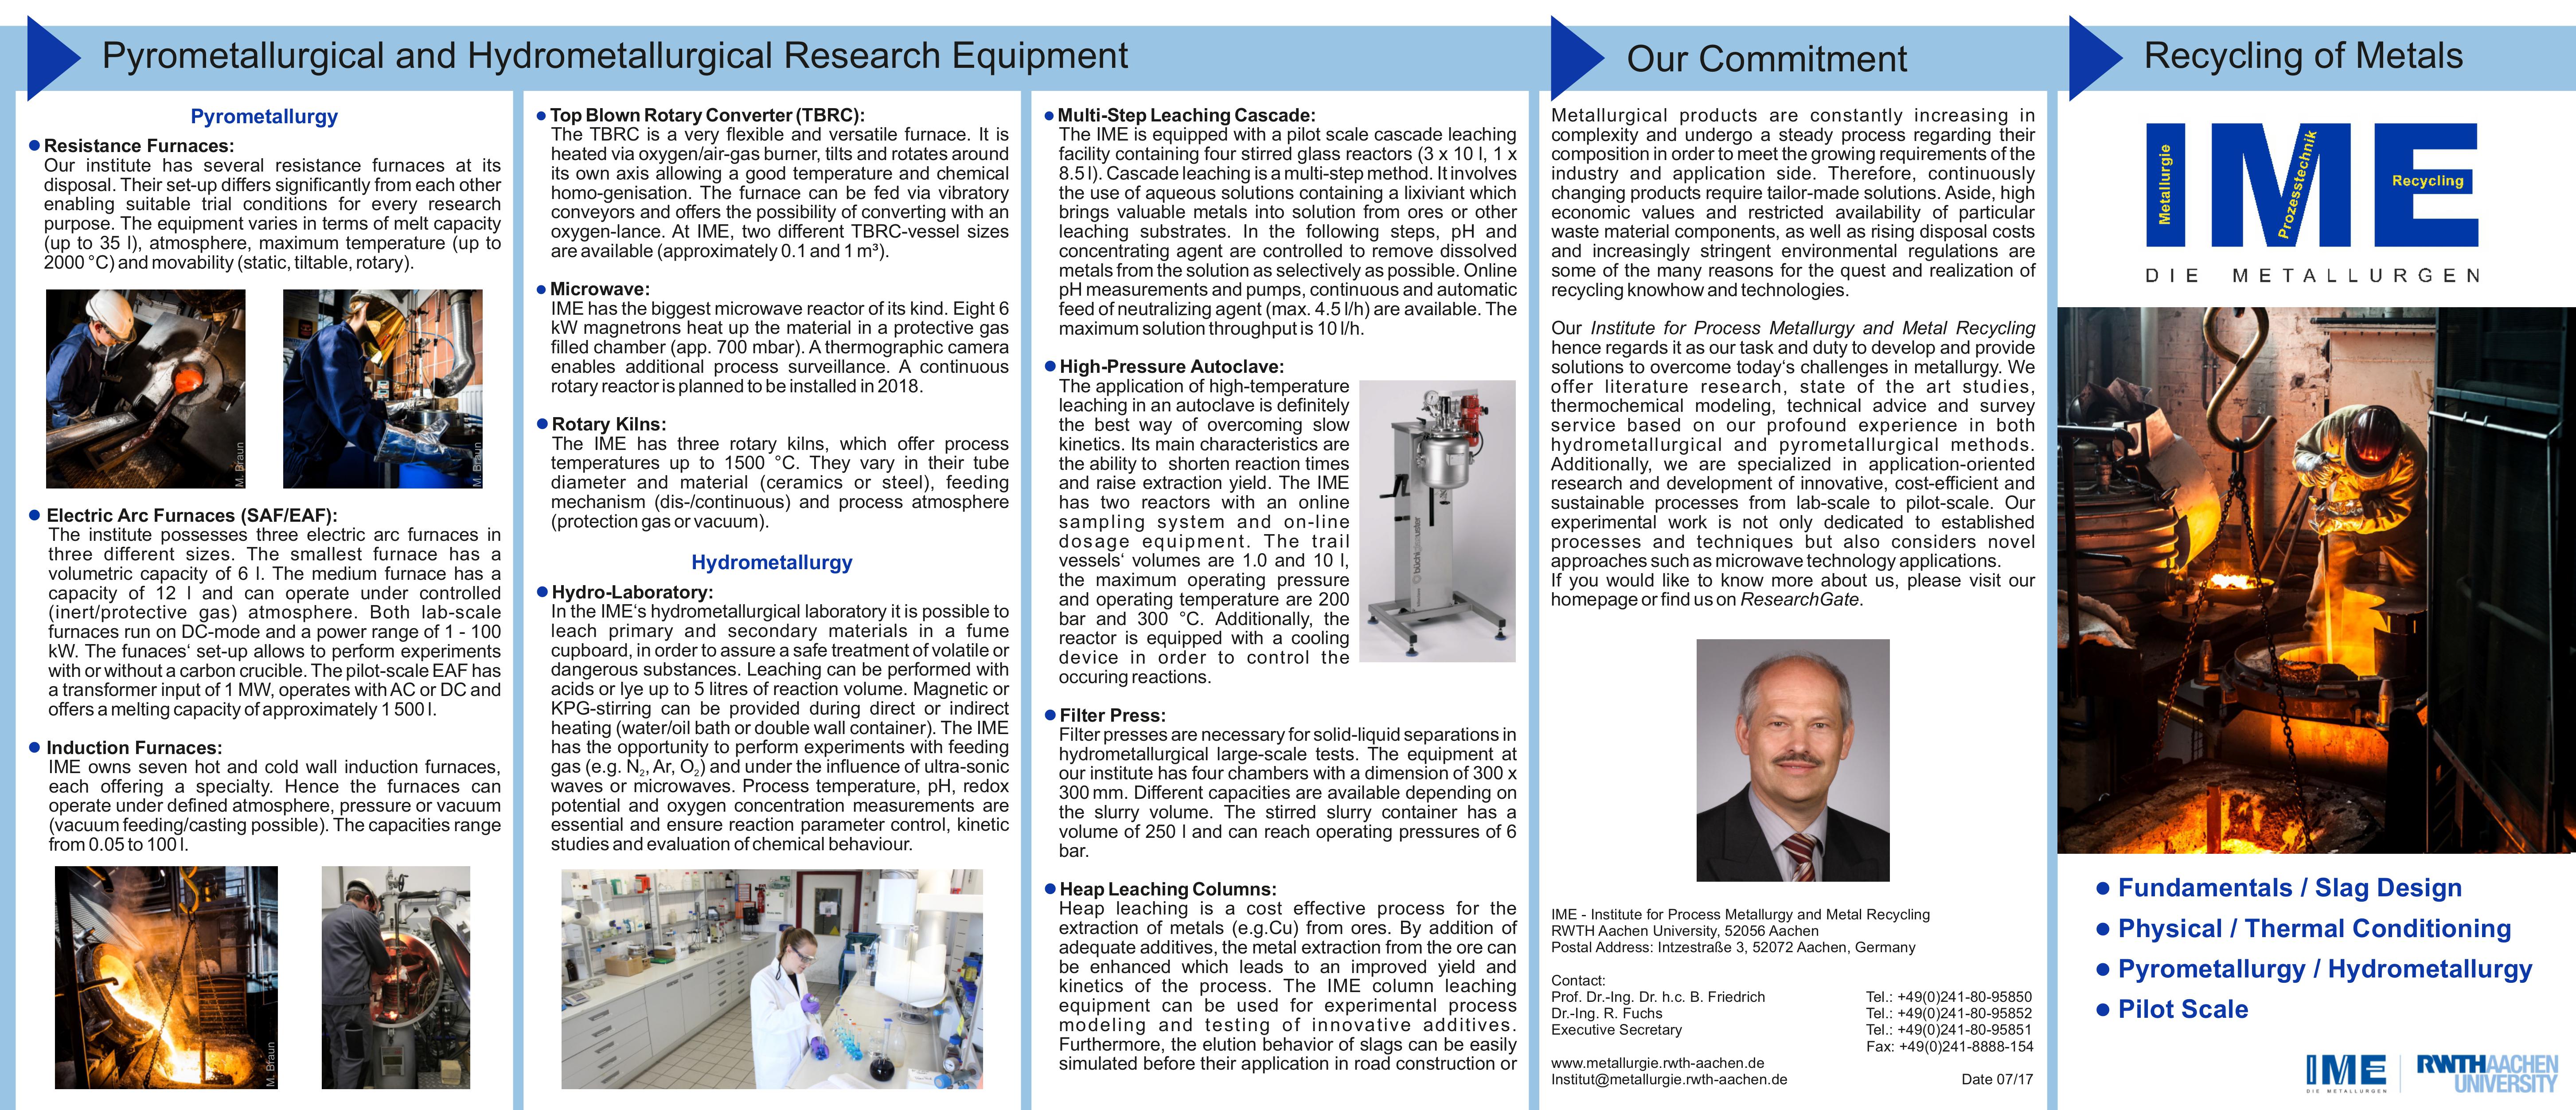 Pyrometallurgical and Hydrometallurgical Research Equipment
Pyrometallurgy
● Resistance Furnaces:
Our institute has several resistance furnaces at its
disposal. Their set-up differs significantly from each other
enabling suitable trial conditions for every research
purpose. The equipment varies in terms of melt capacity
(up to 35 l), atmosphere, maximum temperature (up to
2000 °C) and movability (static, tiltable, rotary).
M. Braun
M. Braun
● Electric Arc Furnaces (SAF/EAF):
The institute possesses three electric arc furnaces in
three different sizes. The smallest furnace has a
volumetric capacity of 6 l. The medium furnace has a
capacity of 12 l and can operate under controlled
(inert/protective gas) atmosphere. Both lab-scale
furnaces run on DC-mode and a power range of 1 - 100
kW. The funaces‘ set-up allows to perform experiments
with or without a carbon crucible. The pilot-scale EAF has
a transformer input of 1 MW, operates with AC or DC and
offers a melting capacity of approximately 1 500 l.
● Induction Furnaces:
IME owns seven hot and cold wall induction furnaces,
each offering a specialty. Hence the furnaces can
operate under defined atmosphere, pressure or vacuum
(vacuum feeding/casting possible). The capacities range
from 0.05 to 100 l.
M. Braun
● Top Blown Rotary Converter (TBRC):
The TBRC is a very flexible and versatile furnace. It is
heated via oxygen/air-gas burner, tilts and rotates around
its own axis allowing a good temperature and chemical
homo-genisation. The furnace can be fed via vibratory
conveyors and offers the possibility of converting with an
oxygen-lance. At IME, two different TBRC-vessel sizes
are available (approximately 0.1 and 1 m³).
● Microwave:
IME has the biggest microwave reactor of its kind. Eight 6
kW magnetrons heat up the material in a protective gas
filled chamber (app. 700 mbar). A thermographic camera
enables additional process surveillance. A continuous
rotary reactor is planned to be installed in 2018.
● Rotary Kilns:
The IME has three rotary kilns, which offer process
temperatures up to 1500 °C. They vary in their tube
diameter and material (ceramics or steel), feeding
mechanism (dis-/continuous) and process atmosphere
(protection gas or vacuum).
Hydrometallurgy
● Hydro-Laboratory:
In the IME‘s hydrometallurgical laboratory it is possible to
leach primary and secondary materials in a fume
cupboard, in order to assure a safe treatment of volatile or
dangerous substances. Leaching can be performed with
acids or lye up to 5 litres of reaction volume. Magnetic or
KPG-stirring can be provided during direct or indirect
heating (water/oil bath or double wall container). The IME
has the opportunity to perform experiments with feeding
gas (e.g. N₂, Ar, O₂) and under the influence of ultra-sonic
waves or microwaves. Process temperature, pH, redox
potential and oxygen concentration measurements are
essential and ensure reaction parameter control, kinetic
studies and evaluation of chemical behaviour.
● Multi-Step Leaching Cascade:
The IME is equipped with a pilot scale cascade leaching
facility containing four stirred glass reactors (3 x 10 l, 1 x
8.5 l). Cascade leaching is a multi-step method. It involves
the use of aqueous solutions containing a lixiviant which
brings valuable metals into solution from ores or other
leaching substrates. In the following steps, pH and
concentrating agent are controlled to remove dissolved
metals from the solution as selectively as possible. Online
pH measurements and pumps, continuous and automatic
feed of neutralizing agent (max. 4.5 l/h) are available. The
maximum solution throughput is 10 l/h.
● High-Pressure Autoclave:
The application of high-temperature
leaching in an autoclave is definitely
the best way of overcoming slow
kinetics. Its main characteristics are
the ability to shorten reaction times
and raise extraction yield. The IME
has two reactors with an online
sampling system and on-line
dosage equipment. The trail
vessels‘ volumes are 1.0 and 10 l,
the maximum operating pressure
and operating temperature are 200
bar and 300 °C. Additionally, the
reactor is equipped with a cooling
device in order to control the
occuring reactions.
● Filter Press:
Filter presses are necessary for solid-liquid separations in
hydrometallurgical large-scale tests. The equipment at
our institute has four chambers with a dimension of 300 x
300 mm. Different capacities are available depending on
the slurry volume. The stirred slurry container has a
volume of 250 l and can reach operating pressures of 6
bar.
● Heap Leaching Columns:
Heap leaching is a cost effective process for the
extraction of metals (e.g.Cu) from ores. By addition of
adequate additives, the metal extraction from the ore can
be enhanced which leads to an improved yield and
kinetics of the process. The IME column leaching
equipment can be used for experimental process
modeling and testing of innovative additives.
Furthermore, the elution behavior of slags can be easily
simulated before their application in road construction or
Our Commitment
Metallurgical products are constantly increasing in
complexity and undergo a steady process regarding their
composition in order to meet the growing requirements of the
industry and application side. Therefore, continuously
changing products require tailor-made solutions. Aside, high
economic values and restricted availability of particular
waste material components, as well as rising disposal costs
and increasingly stringent environmental regulations are
some of the many reasons for the quest and realization of
recycling knowhow and technologies.
Our Institute for Process Metallurgy and Metal Recycling
hence regards it as our task and duty to develop and provide
solutions to overcome today‘s challenges in metallurgy. We
offer literature research, state of the art studies,
thermochemical modeling, technical advice and survey
service based on our profound experience in both
hydrometallurgical and pyrometallurgical methods.
Additionally, we are specialized in application-oriented
research and development of innovative, cost-efficient and
sustainable processes from lab-scale to pilot-scale. Our
experimental work is not only dedicated to established
processes and techniques but also considers novel
approaches such as microwave technology applications.
If you would like to know more about us, please visit our
homepage or find us on ResearchGate.
IME - Institute for Process Metallurgy and Metal Recycling
RWTH Aachen University, 52056 Aachen
Postal Address: Intzestraße 3, 52072 Aachen, Germany
Contact:
Prof. Dr.-Ing. Dr. h.c. B. Friedrich Tel.: +49(0)241-80-95850
Dr.-Ing. R. Fuchs Tel.: +49(0)241-80-95852
Executive Secretary Tel.: +49(0)241-80-95851
Fax: +49(0)241-8888-154
www.metallurgie.rwth-aachen.de
Institut@metallurgie.rwth-aachen.de Date 07/17
Recycling of Metals
IME
Metallurgie
Prozesstechnik
Recycling
DIE METALLURGEN
● Fundamentals / Slag Design
● Physical / Thermal Conditioning
● Pyrometallurgy / Hydrometallurgy
● Pilot Scale
IME
DIE METALLURGEN
RWTH AACHEN
UNIVERSITY